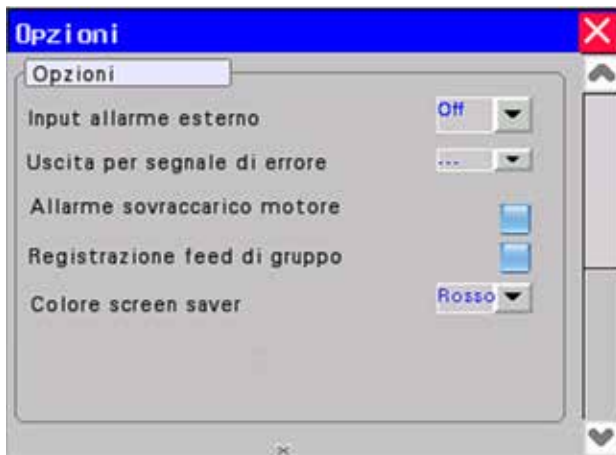 Opzioni
Opzioni
Input allarme esterno Off
Uscita per segnale di errore ---
Allarme sovraccarico motore
Registrazione feed di gruppo
Colore screen saver Rosso